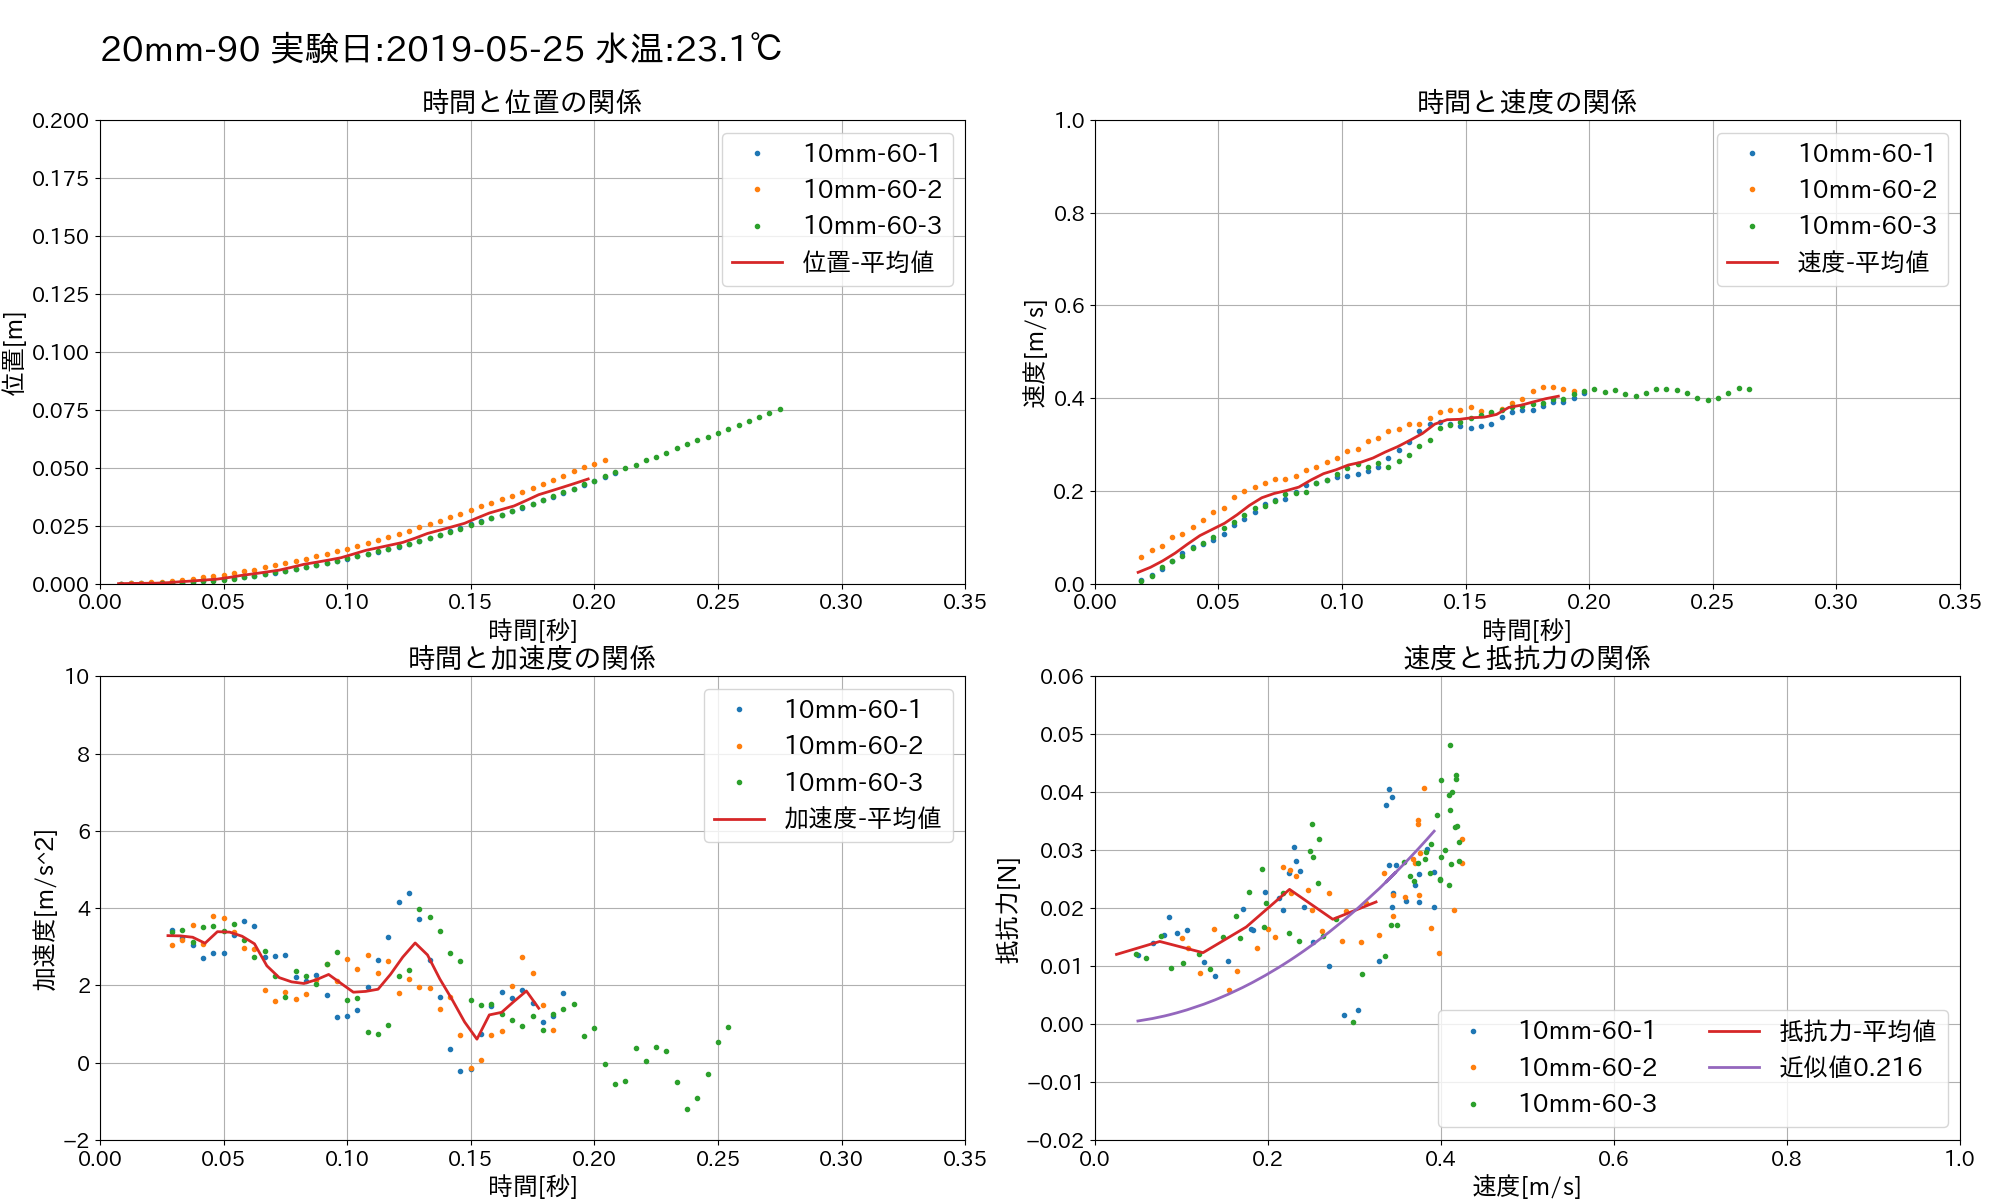 20mm-90 実験日:2019-05-25 水温:23.1℃
時間と位置の関係
0.200
0.175
0.150
0.125
0.100
0.075
0.050
0.025
0.000
位置[m]
10mm-60-1
10mm-60-2
10mm-60-3
位置-平均値
0.00 0.05 0.10 0.15 0.20 0.25 0.30 0.35
時間[秒]
時間と速度の関係
1.0
0.8
0.6
0.4
0.2
0.0
速度[m/s]
10mm-60-1
10mm-60-2
10mm-60-3
速度-平均値
0.00 0.05 0.10 0.15 0.20 0.25 0.30 0.35
時間[秒]
時間と加速度の関係
10
8
6
4
2
0
−2
加速度[m/s^2]
10mm-60-1
10mm-60-2
10mm-60-3
加速度-平均値
0.00 0.05 0.10 0.15 0.20 0.25 0.30 0.35
時間[秒]
速度と抵抗力の関係
0.06
0.05
0.04
0.03
0.02
0.01
0.00
−0.01
−0.02
抵抗力[N]
10mm-60-1
10mm-60-2
10mm-60-3
抵抗力-平均値
近似値0.216
0.0 0.2 0.4 0.6 0.8 1.0
速度[m/s]